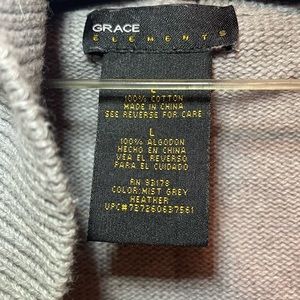 GRACE
ELEMENTS
L
100% COTTON
MADE IN CHINA
SEE REVERSE FOR CARE
L
100% ALGODON
HECHO EN CHINA
VEA EL REVERSO
PARA EL CUIDADO
RN 93178
COLOR:MIST GREY
HEATHER
UPC#727260637561